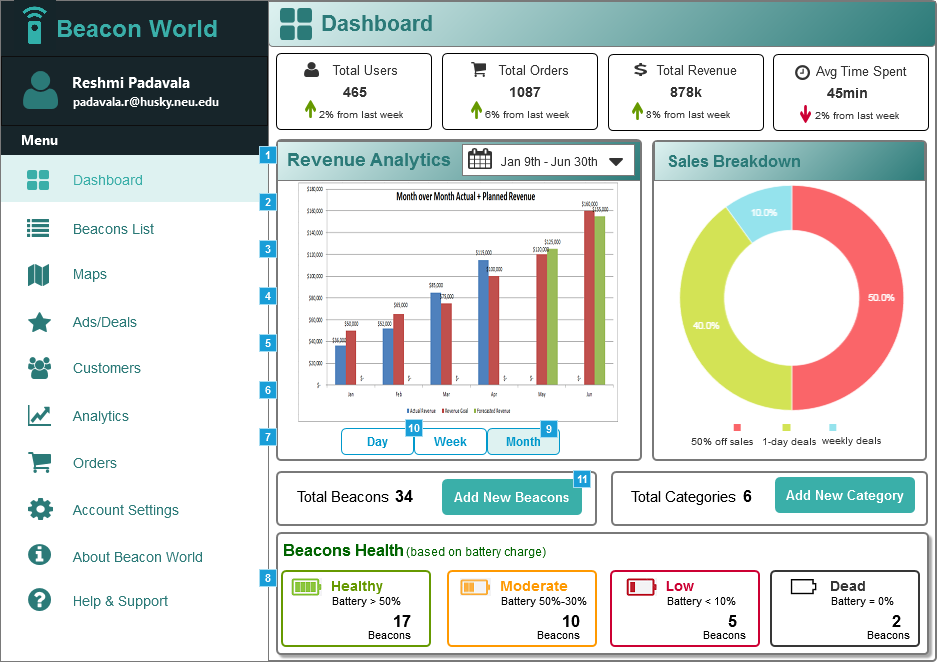 Beacon World
Reshmi Padavala
padavala.r@husky.neu.edu
Menu
Dashboard
Beacons List
Maps
Ads/Deals
Customers
Analytics
Orders
Account Settings
About Beacon World
Help & Support
1
2
3
4
5
6
7
8
Dashboard
Total Users
465
2% from last week
Total Orders
1087
6% from last week
Total Revenue
878k
8% from last week
Avg Time Spent
45min
2% from last week
Revenue Analytics
Jan 9th - Jun 30th
Month over Month Actual + Planned Revenue
$180,000
$160,000
$140,000
$120,000
$100,000
$80,000
$60,000
$40,000
$20,000
$-
$50,000
$-
$52,000
$65,000
$-
$85,000
$75,000
$-
$115,000
$100,000
$-
$-
$120,000
$125,000
$-
$160,000
$155,000
Jan Feb Mar Apr May Jun
Actual Revenue Revenue Goal Forecasted Revenue
Day
10
Week
Month
9
Sales Breakdown
10.0%
50.0%
40.0%
50% off sales 1-day deals weekly deals
Total Beacons 34
Add New Beacons
11
Total Categories 6
Add New Category
Beacons Health (based on battery charge)
Healthy
Battery > 50%
17
Beacons
Moderate
Battery 50%-30%
10
Beacons
Low
Battery < 10%
5
Beacons
Dead
Battery = 0%
2
Beacons